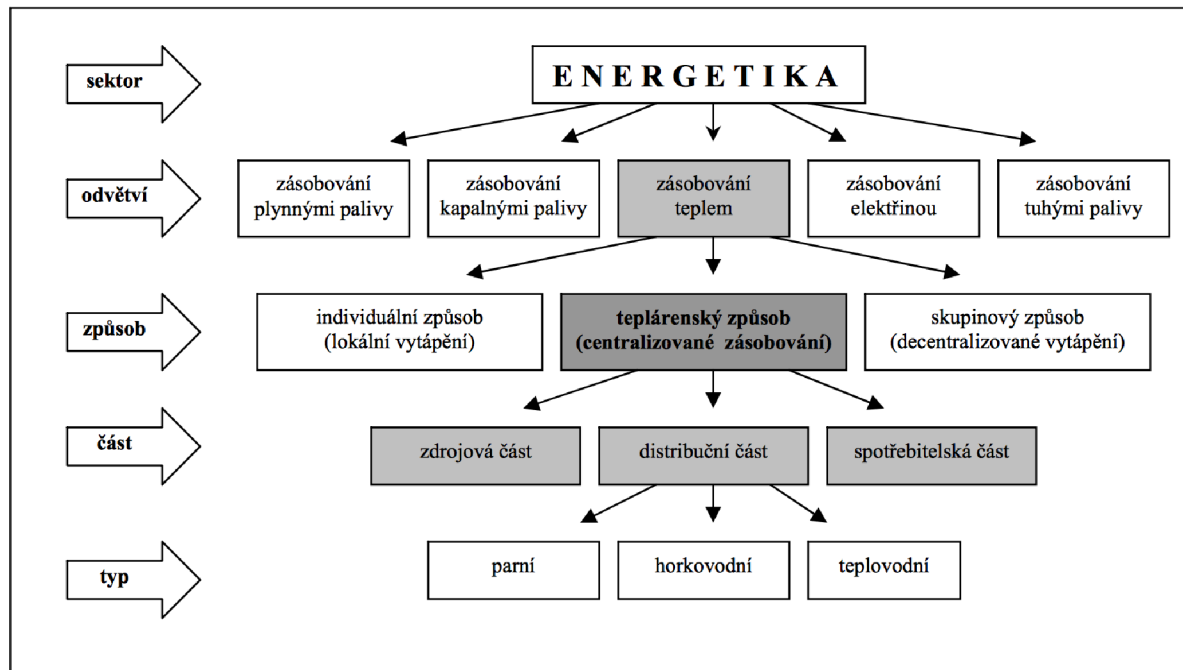 sektor
E N E R G E T I K A
odvětví
zásobování
plynnými palivy
zásobování
kapalnými palivy
zásobování
teplem
zásobování
elektřinou
zásobování
tuhými palivy
způsob
individuální způsob
(lokální vytápění)
teplárenský způsob
(centralizované zásobování)
skupinový způsob
(decentralizované vytápění)
část
zdrojová část
distribuční část
spotřebitelská část
typ
parní
horkovodní
teplovodní